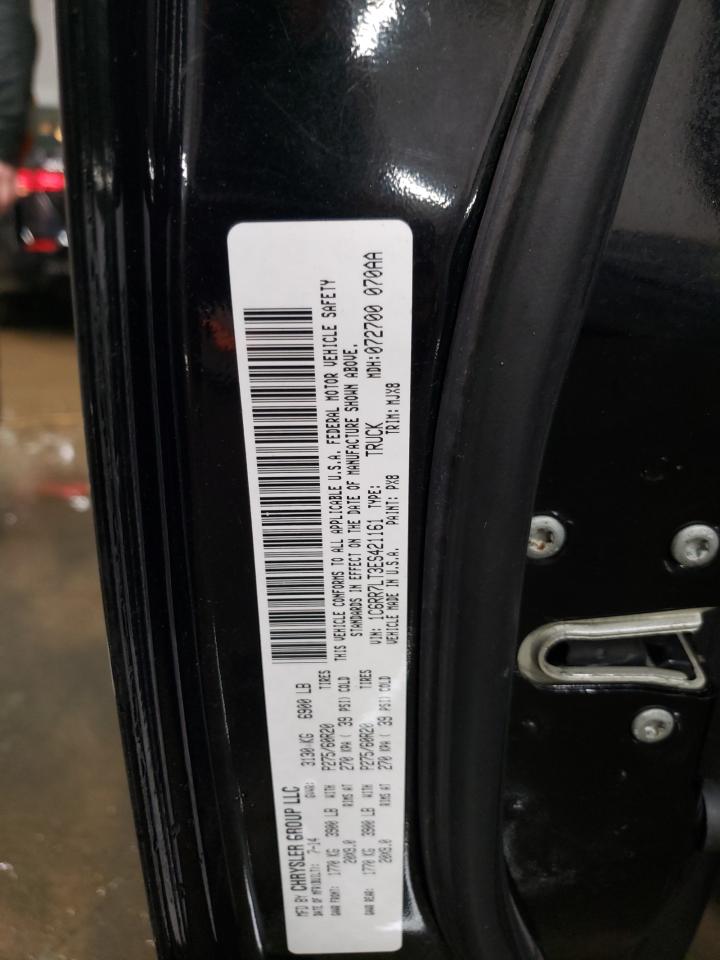 MFD BY CHRYSLER GROUP LLC
DATE OF MFR(BUILT): 7-14 GVWR: 3130-KG 6900 LB
GAWR FRONT: 1770 KG 3900 LB WITH P275/60R20 TIRES
20X9.0 RIMS AT 270 KPA ( 39 PSI) COLD
GAWR REAR: 1770 KG 3900 LB WITH P275/60R20 TIRES
20X9.0 RIMS AT 270 KPA ( 39 PSI) COLD
THIS VEHICLE CONFORMS TO ALL APPLICABLE U.S.A. FEDERAL MOTOR VEHICLE SAFETY
STANDARDS IN EFFECT ON THE DATE OF MANUFACTURE SHOWN ABOVE.
VIN: 1C6RR7LT3ES421161 TYPE: TRUCK MDH:072700 070AA
VEHICLE MADE IN U.S.A. PAINT: PX8 TRIM: MJX8